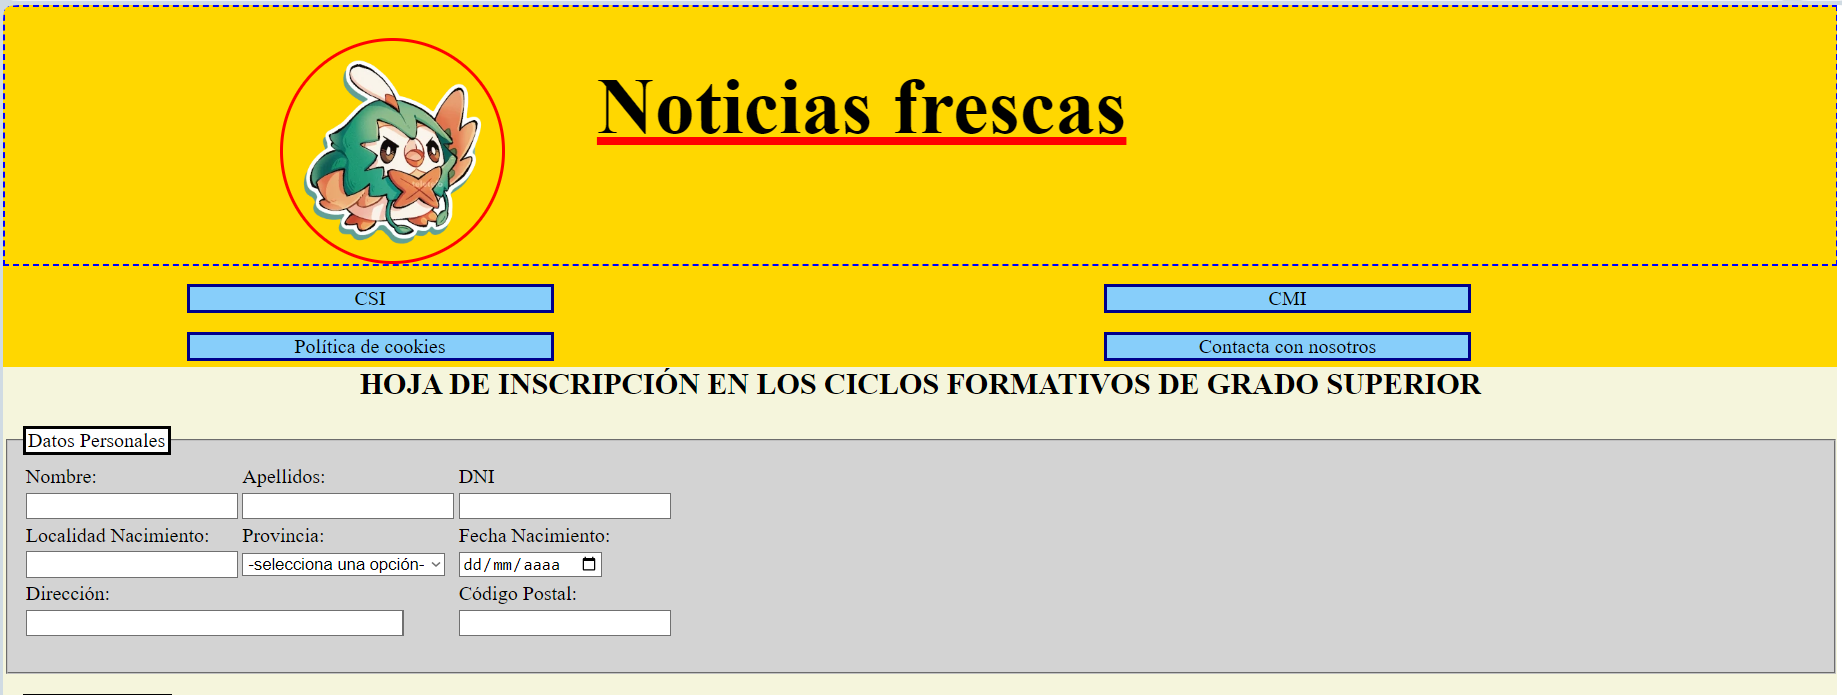 Noticias frescas
CSI
CMI
Política de cookies
Contacta con nosotros
HOJA DE INSCRIPCIÓN EN LOS CICLOS FORMATIVOS DE GRADO SUPERIOR
Datos Personales
Nombre: Apellidos: DNI
Localidad Nacimiento: Provincia: Fecha Nacimiento:
-selecciona una opción- dd/mm/aaaa
Dirección: Código Postal: